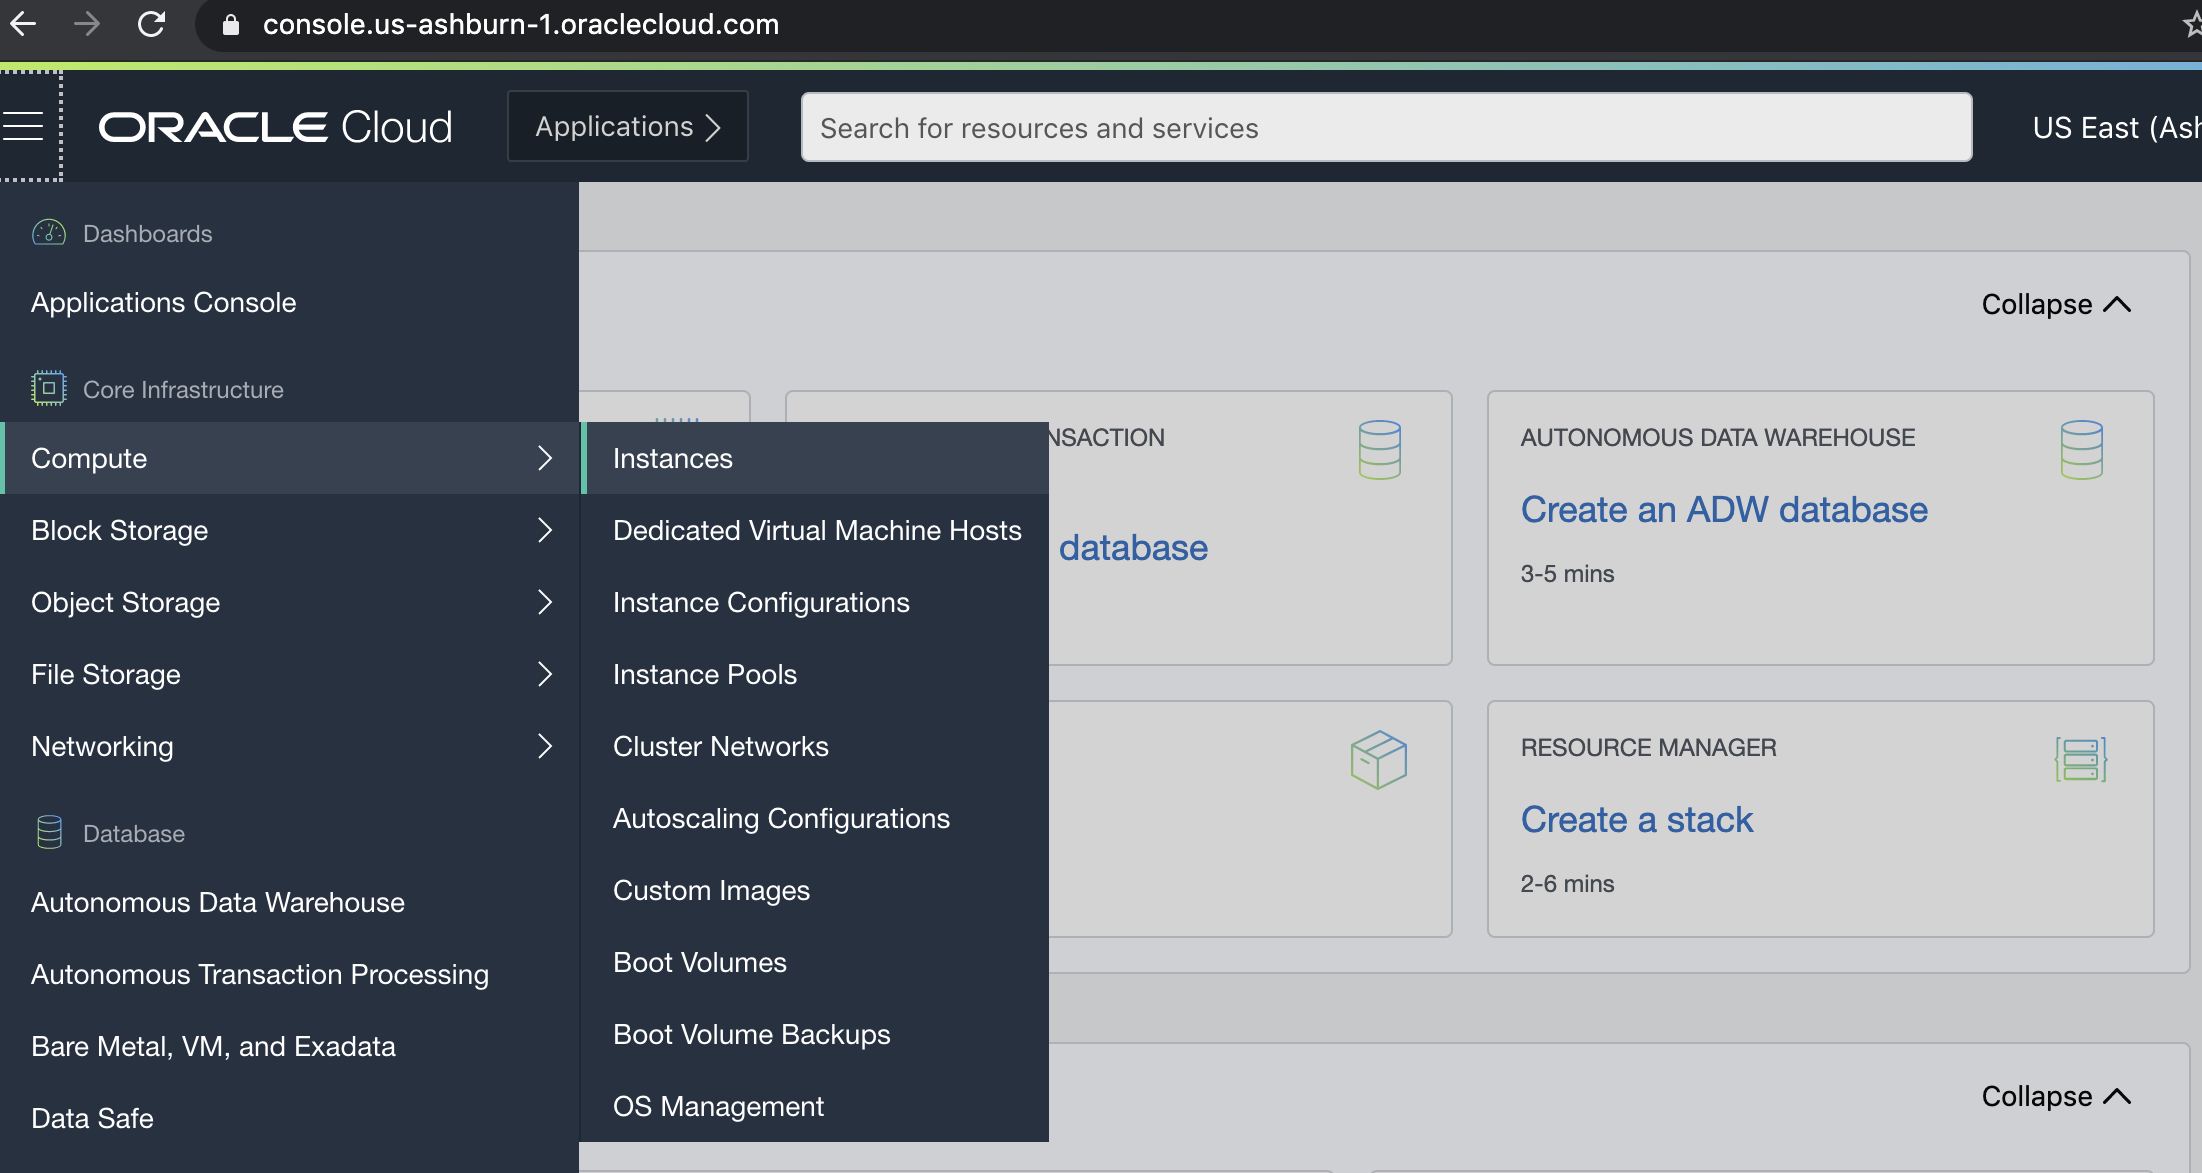 console.us-ashburn-1.oraclecloud.com
ORACLE Cloud
Applications
Search for resources and services
US East (Ash
Dashboards
Applications Console
Core Infrastructure
Compute
Block Storage
Object Storage
File Storage
Networking
Database
Autonomous Data Warehouse
Autonomous Transaction Processing
Bare Metal, VM, and Exadata
Data Safe
Instances
Dedicated Virtual Machine Hosts
Instance Configurations
Instance Pools
Cluster Networks
Autoscaling Configurations
Custom Images
Boot Volumes
Boot Volume Backups
OS Management
Collapse
NSACTION
database
AUTONOMOUS DATA WAREHOUSE
Create an ADW database
3-5 mins
RESOURCE MANAGER
Create a stack
2-6 mins
Collapse